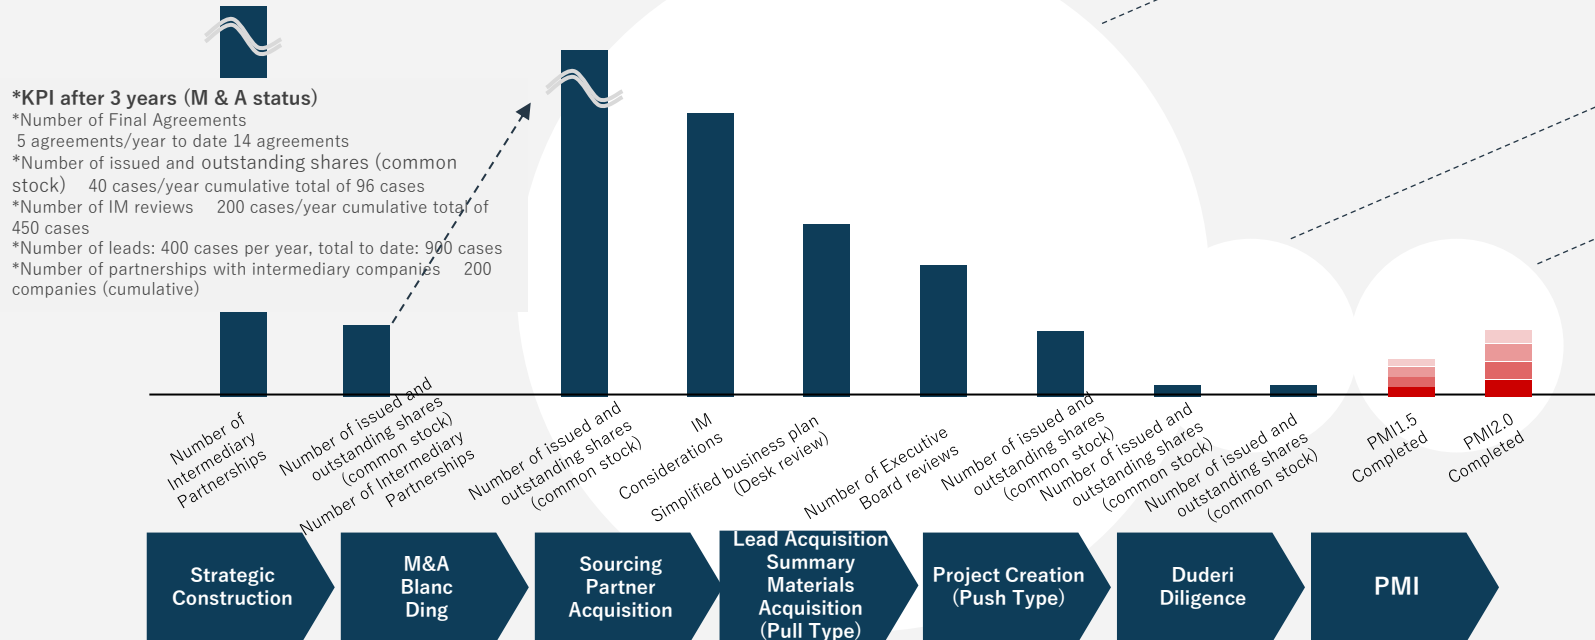 *KPI after 3 years (M & A status)
*Number of Final Agreements
5 agreements/year to date 14 agreements
*Number of issued and outstanding shares (common
stock) 40 cases/year cumulative total of 96 cases
*Number of IM reviews 200 cases/year cumulative total of
450 cases
*Number of leads: 400 cases per year, total to date: 900 cases
*Number of partnerships with intermediary companies 200
companies (cumulative)
Number of
Intermediary
Partnerships
Number of issued and
outstanding shares
(common stock)
Number of Intermediary
Partnerships
Number of issued and
outstanding shares
(common stock)
IM
Considerations
Simplified business plan
(Desk review)
Number of Executive
Board reviews
Number of issued and
outstanding shares
(common stock)
Number of issued and
outstanding shares
(common stock)
Number of issued and
outstanding shares
(common stock)
PMI1.5
Completed
PMI2.0
Completed
Strategic
Construction
M&A
Blanc
Ding
Sourcing
Partner
Acquisition
Lead Acquisition
Summary
Materials
Acquisition
(Pull Type)
Project Creation
(Push Type)
Duderi
Diligence
PMI